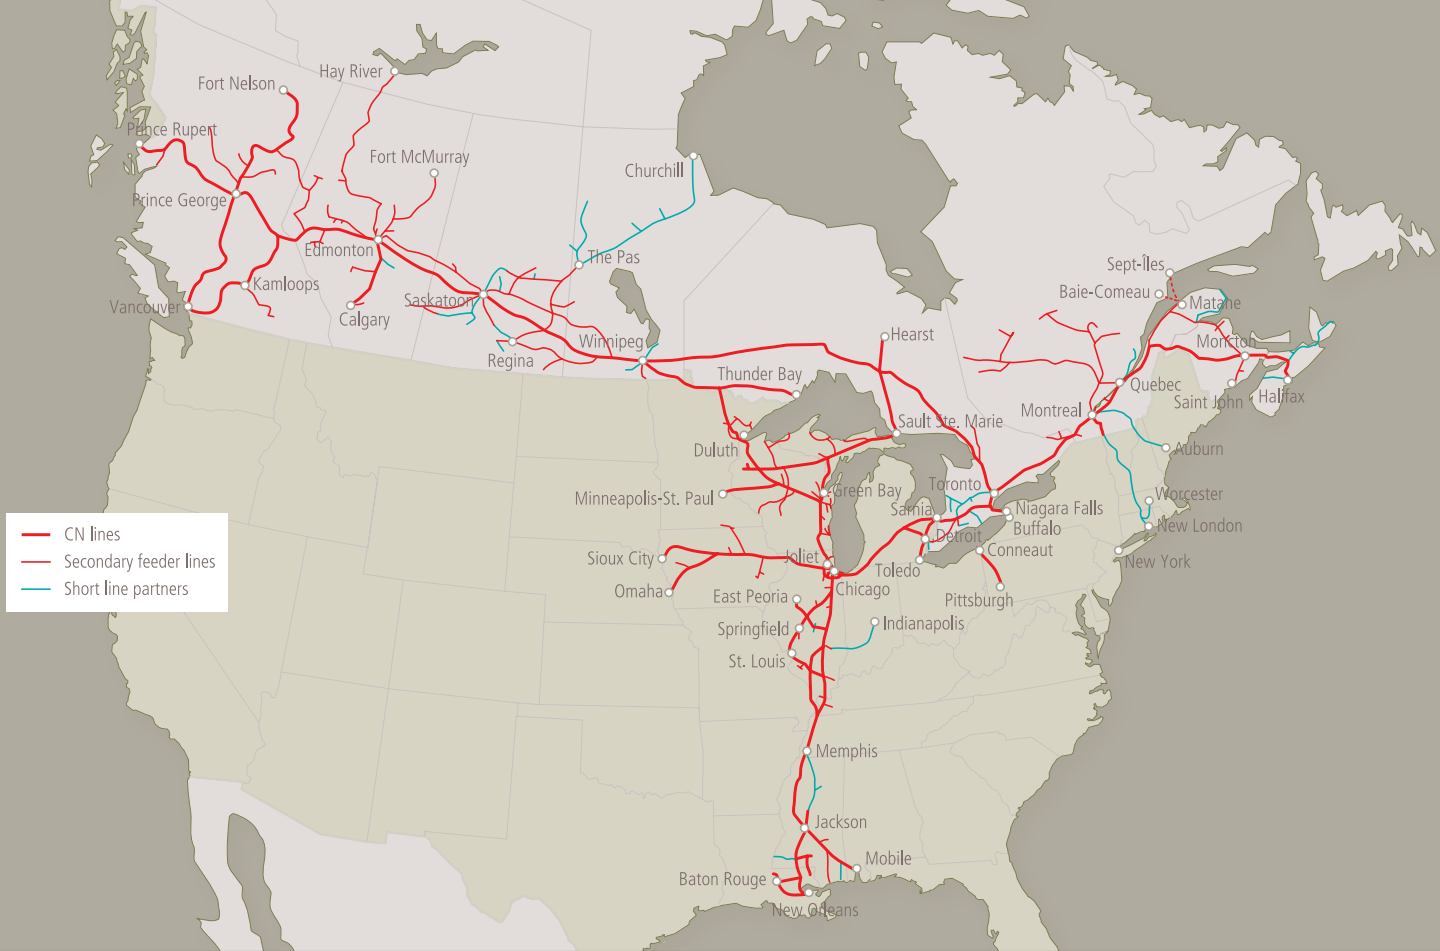 Hay River
Fort Nelson
Prince Rupert
Fort McMurray
Churchill
Prince George
Edmonton
The Pas
Sept-Îles
Kamloops
Baie-Comeau
Vancouver
Saskatoon
Matane
Calgary
Hearst
Winnipeg
Moncton
Regina
Thunder Bay
Quebec
Saint John
Halifax
Montreal
Sault Ste. Marie
Duluth
Auburn
Toronto
Green Bay
Minneapolis-St. Paul
Worcester
Sarnia
Niagara Falls
New London
Buffalo
CN lines
Detroit
Conneaut
Joliet
Sioux City
Secondary feeder lines
New York
Toledo
Short line partners
Omaha
Chicago
East Peoria
Pittsburgh
Indianapolis
Springfield
St. Louis
Memphis
Jackson
Mobile
Baton Rouge
New Orleans